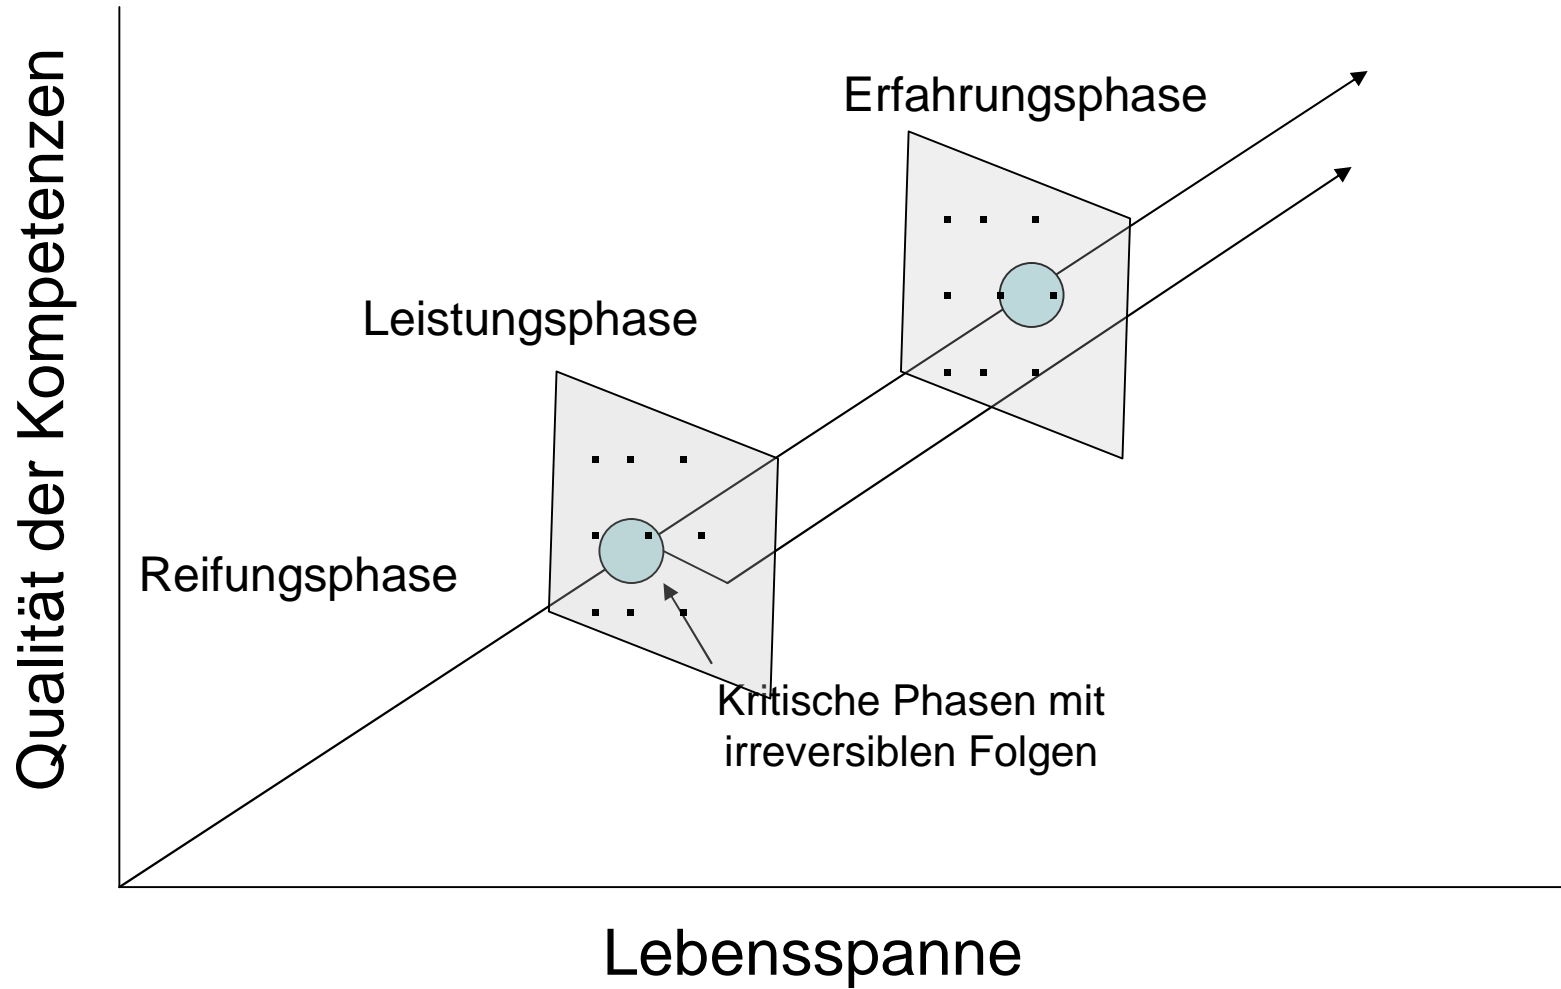 Qualität der Kompetenzen
Erfahrungsphase
Leistungsphase
Reifungsphase
Kritische Phasen mit
irreversiblen Folgen
Lebensspanne